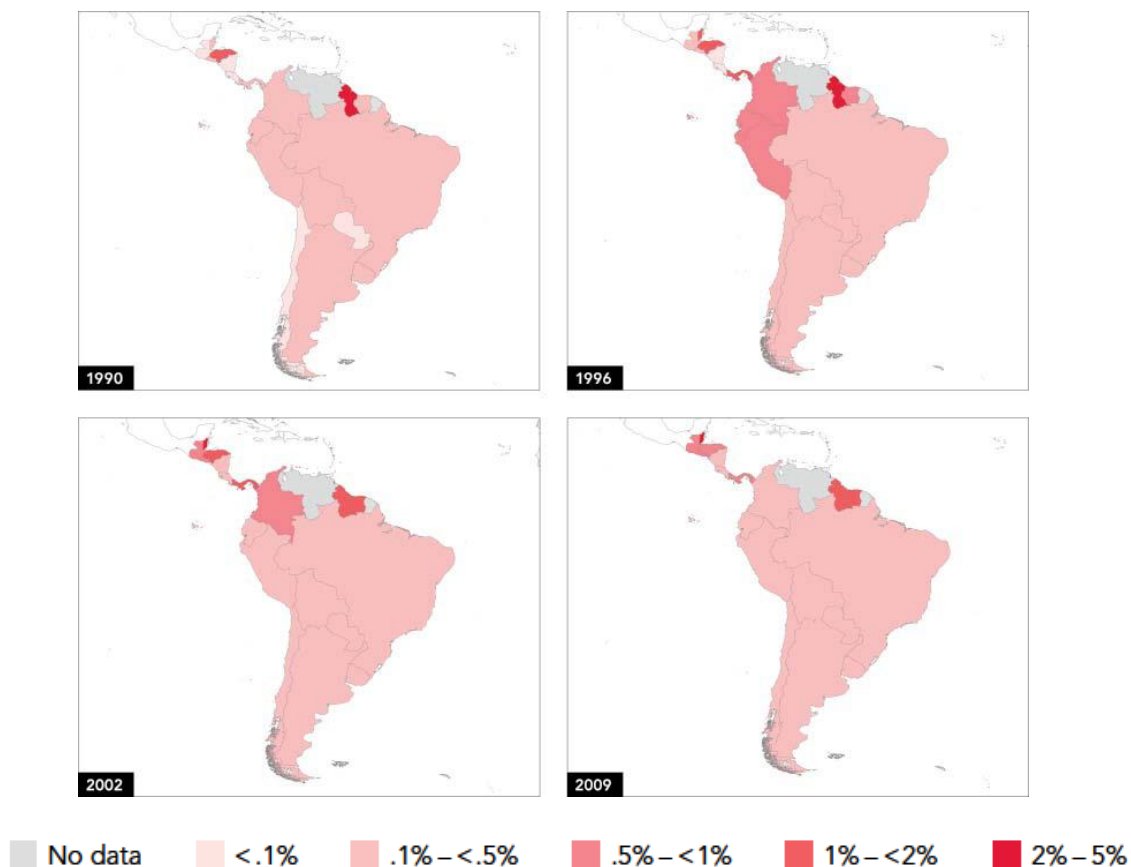 1990
1996
2002
2009
No data
< .1%
.1% – < .5%
.5% – <1%
1% – <2%
2% – 5%